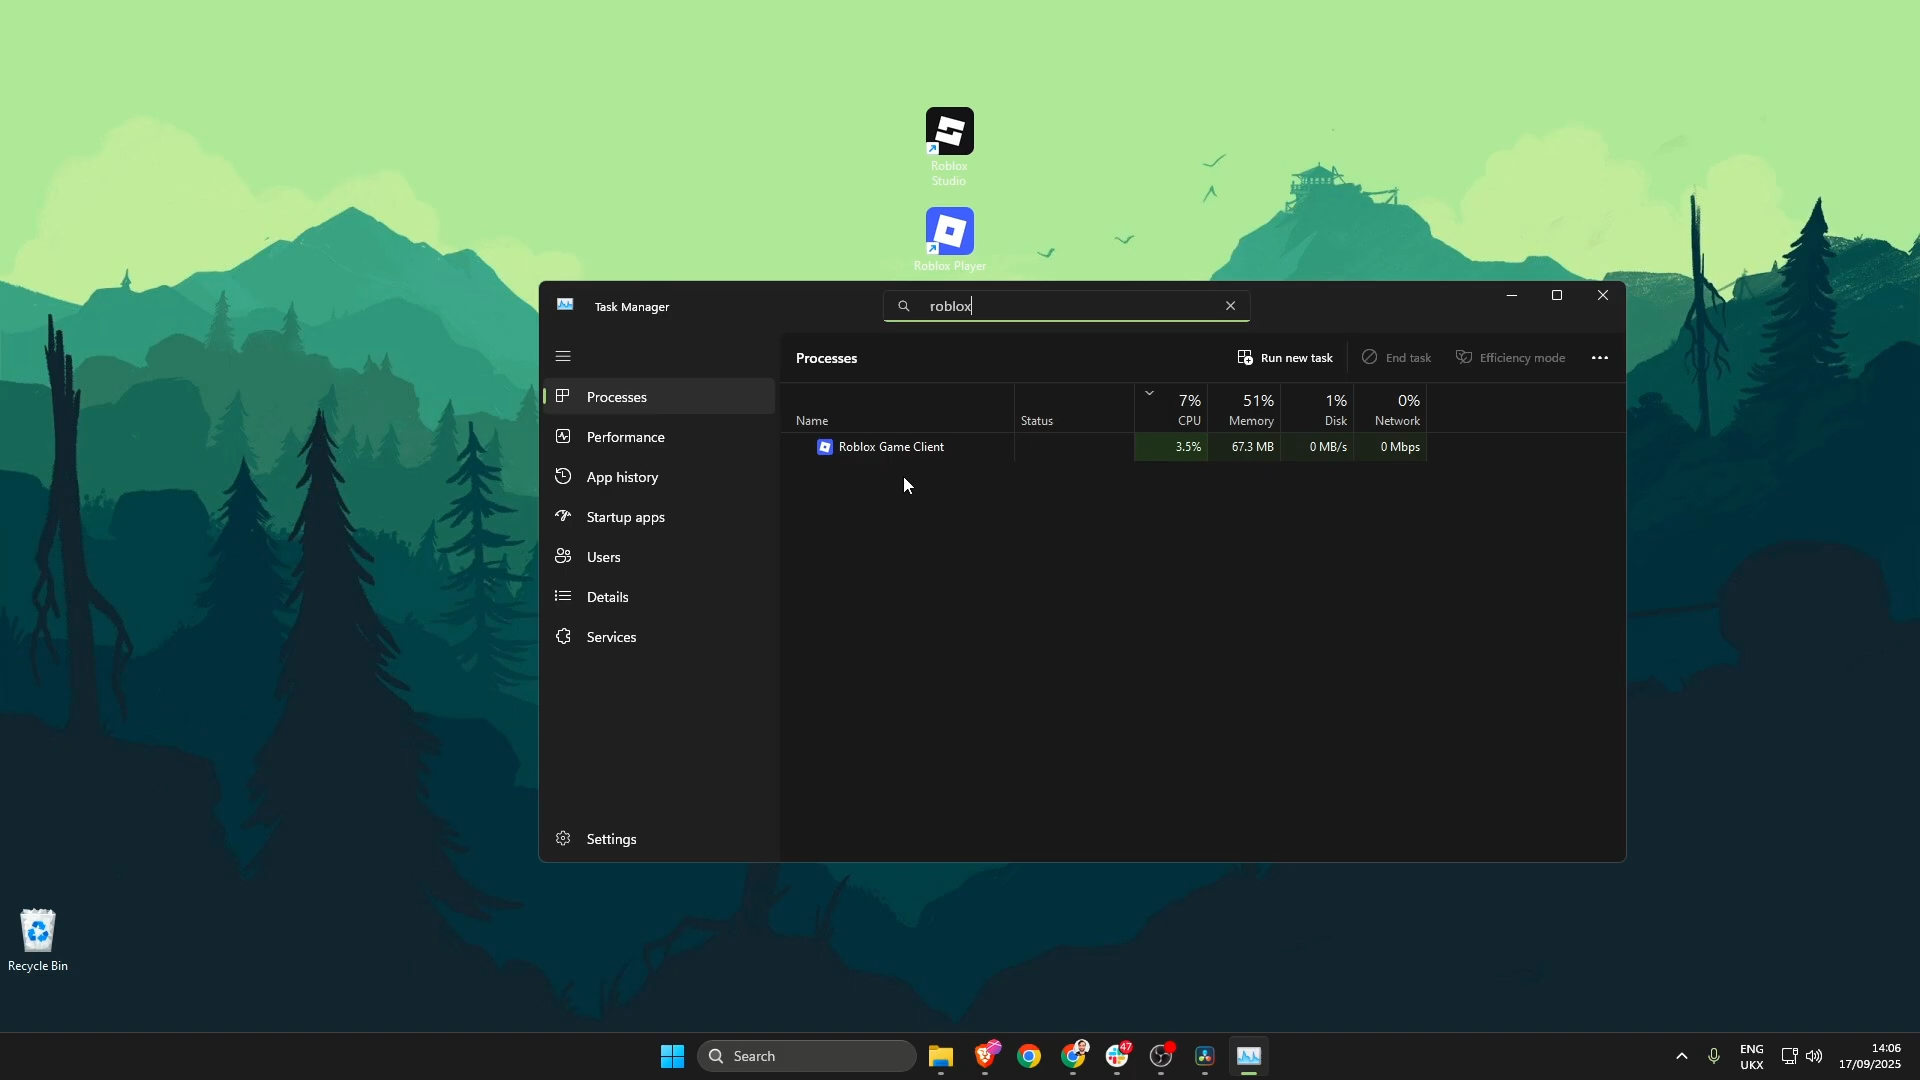 Roblox
Studio
Roblox Player
Task Manager
roblox
Processes
Run new task
End task
Efficiency mode
Processes
Performance
App history
Startup apps
Users
Details
Services
Settings
7% 51% 1% 0%
Name Status CPU Memory Disk Network
Roblox Game Client 3.5% 67.3 MB 0 MB/s 0 Mbps
Recycle Bin
Search
47
ENG
UKX
14:06
17/09/2025